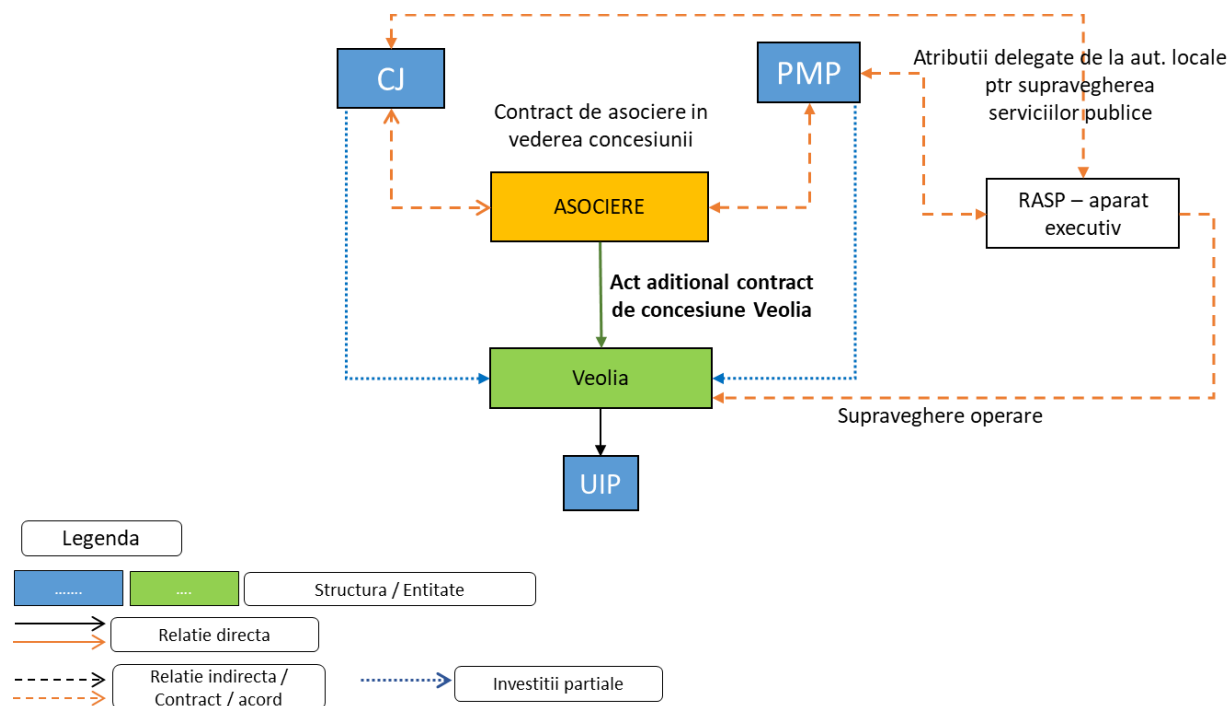 CJ
PMP
Atributii delegate de la aut. locale
ptr supravegherea
serviciilor publice
Contract de asociere in
vederea concesiunii
ASOCIERE
RASP – aparat
executiv
Act aditional contract
de concesiune Veolia
Veolia
Supraveghere operare
UIP
Legenda
.......
....
Structura / Entitate
Relatie directa
Relatie indirecta /
Contract / acord
Investitii partiale